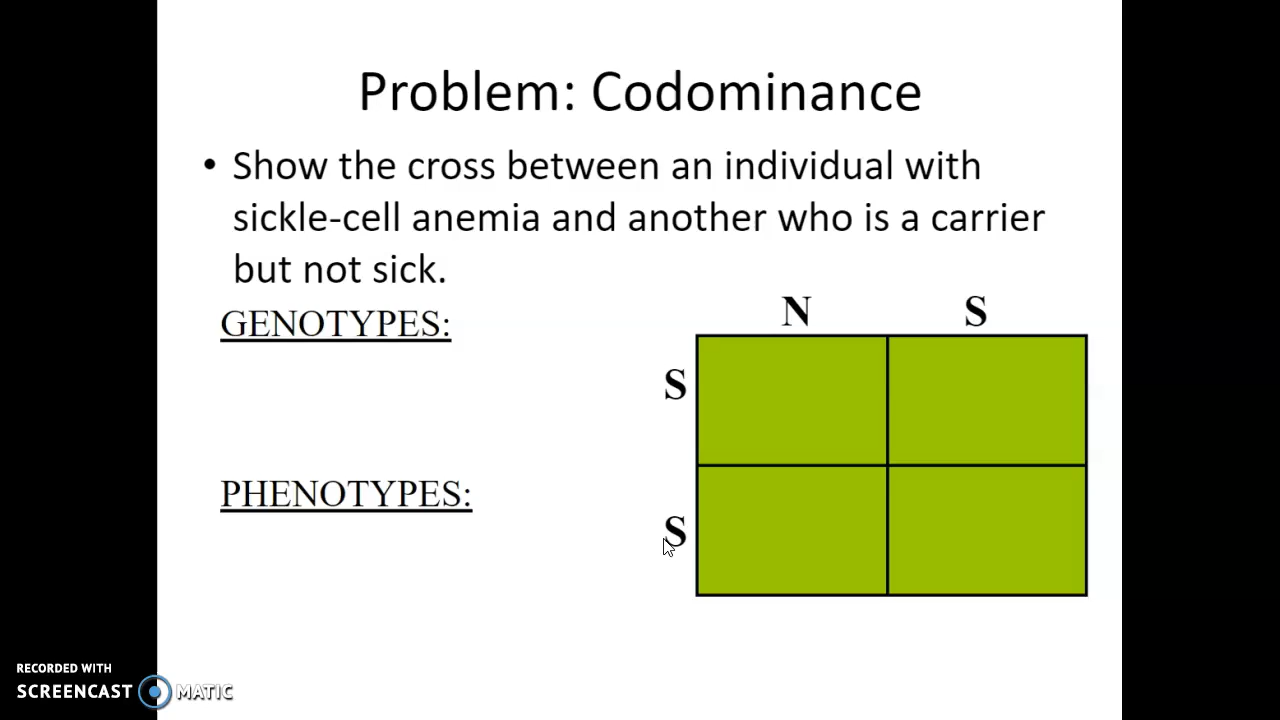 Problem: Codominance
• Show the cross between an individual with
sickle-cell anemia and another who is a carrier
but not sick.
GENOTYPES:
N S
S
PHENOTYPES:
S
RECORDED WITH
SCREENCAST MATIC